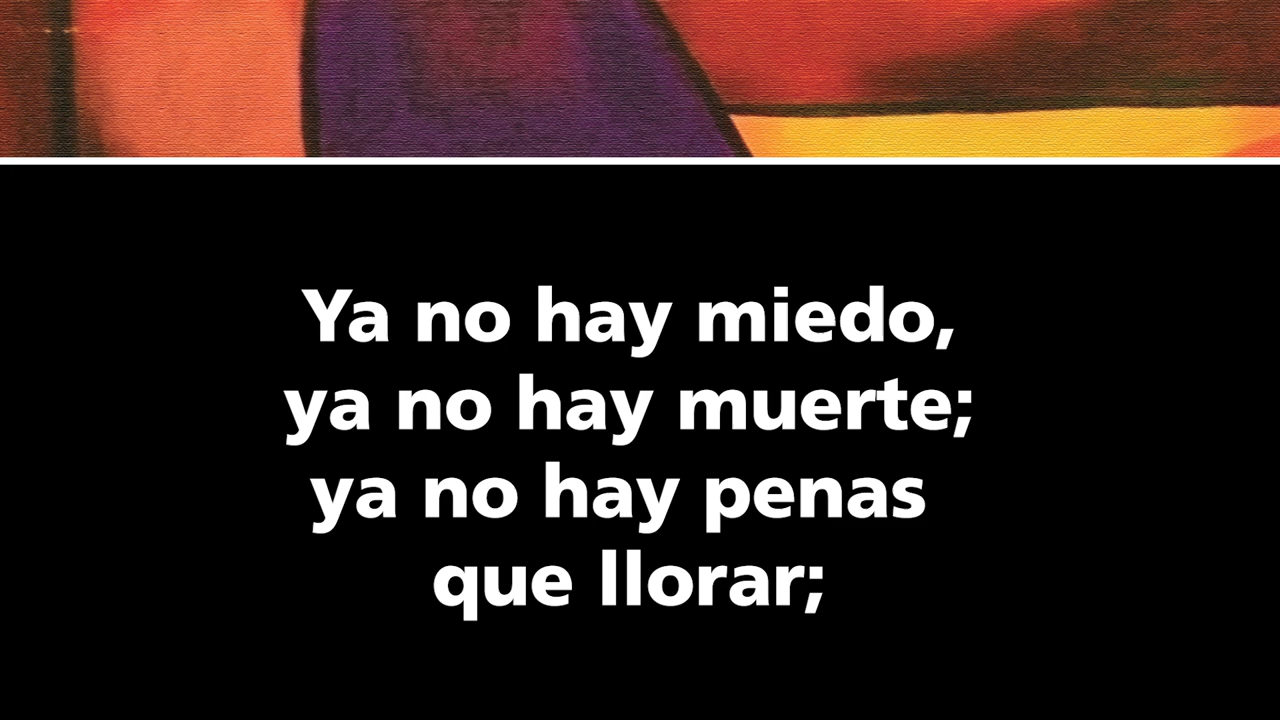 Ya no hay miedo,
ya no hay muerte;
ya no hay penas
que llorar;